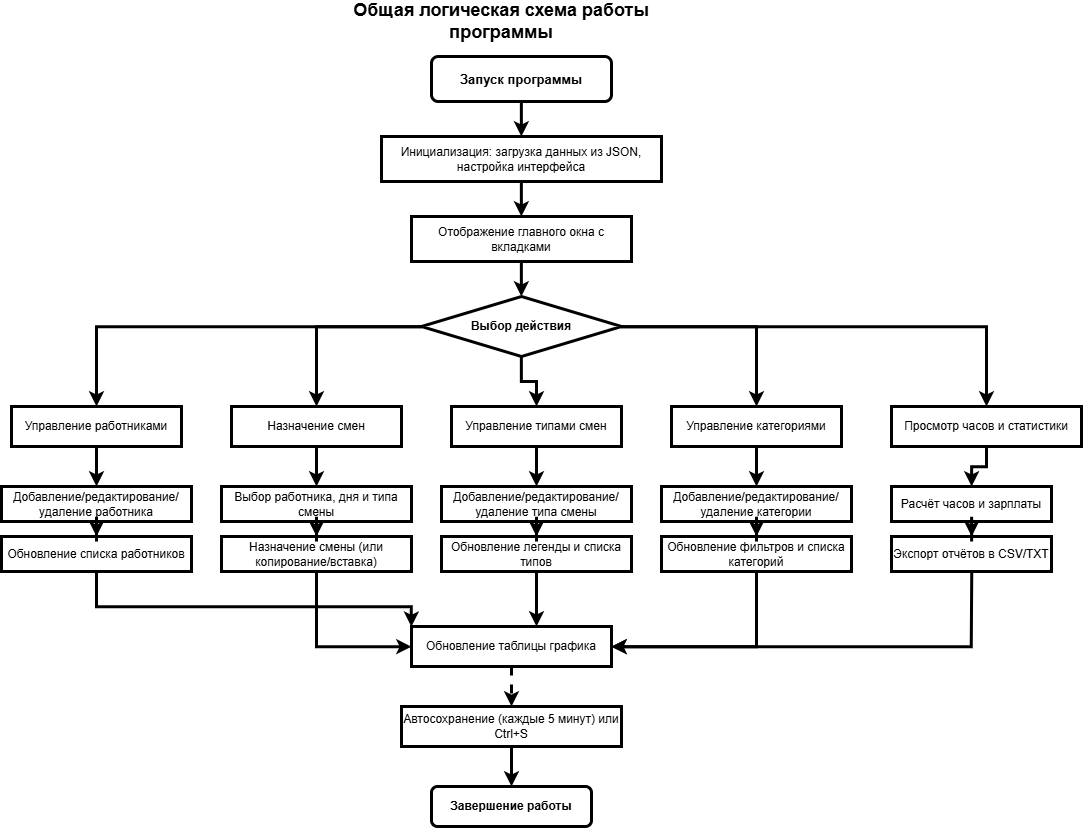 Общая логическая схема работы
программы
Запуск программы
Инициализация: загрузка данных из JSON,
настройка интерфейса
Отображение главного окна с
вкладками
Выбор действия
Управление работниками
Назначение смен
Управление типами смен
Управление категориями
Просмотр часов и статистики
Добавление/редактирование/
удаление работника
Выбор работника, дня и типа
смены
Добавление/редактирование/
удаление типа смены
Добавление/редактирование/
удаление категории
Расчёт часов и зарплаты
Обновление списка работников
Назначение смены (или
копирование/вставка)
Обновление легенды и списка
типов
Обновление фильтров и списка
категорий
Экспорт отчётов в CSV/TXT
Обновление таблицы графика
Автосохранение (каждые 5 минут) или
Ctrl+S
Завершение работы